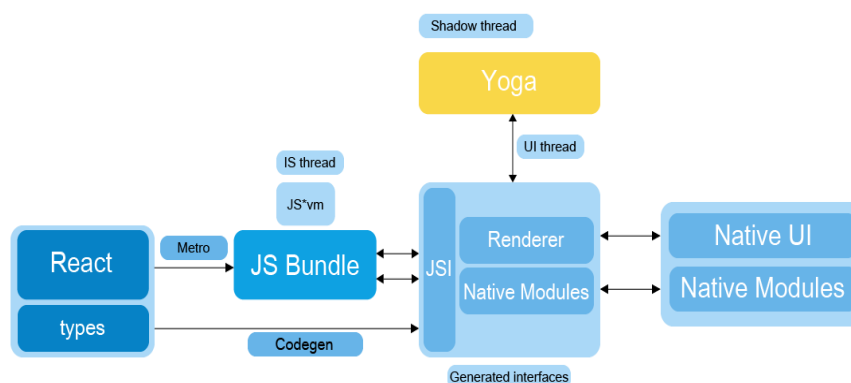 Shadow thread
Yoga
UI thread
IS thread
JS*vm
React
Metro
JS Bundle
JSI
Renderer
Native Modules
Native UI
Native Modules
types
Codegen
Generated interfaces